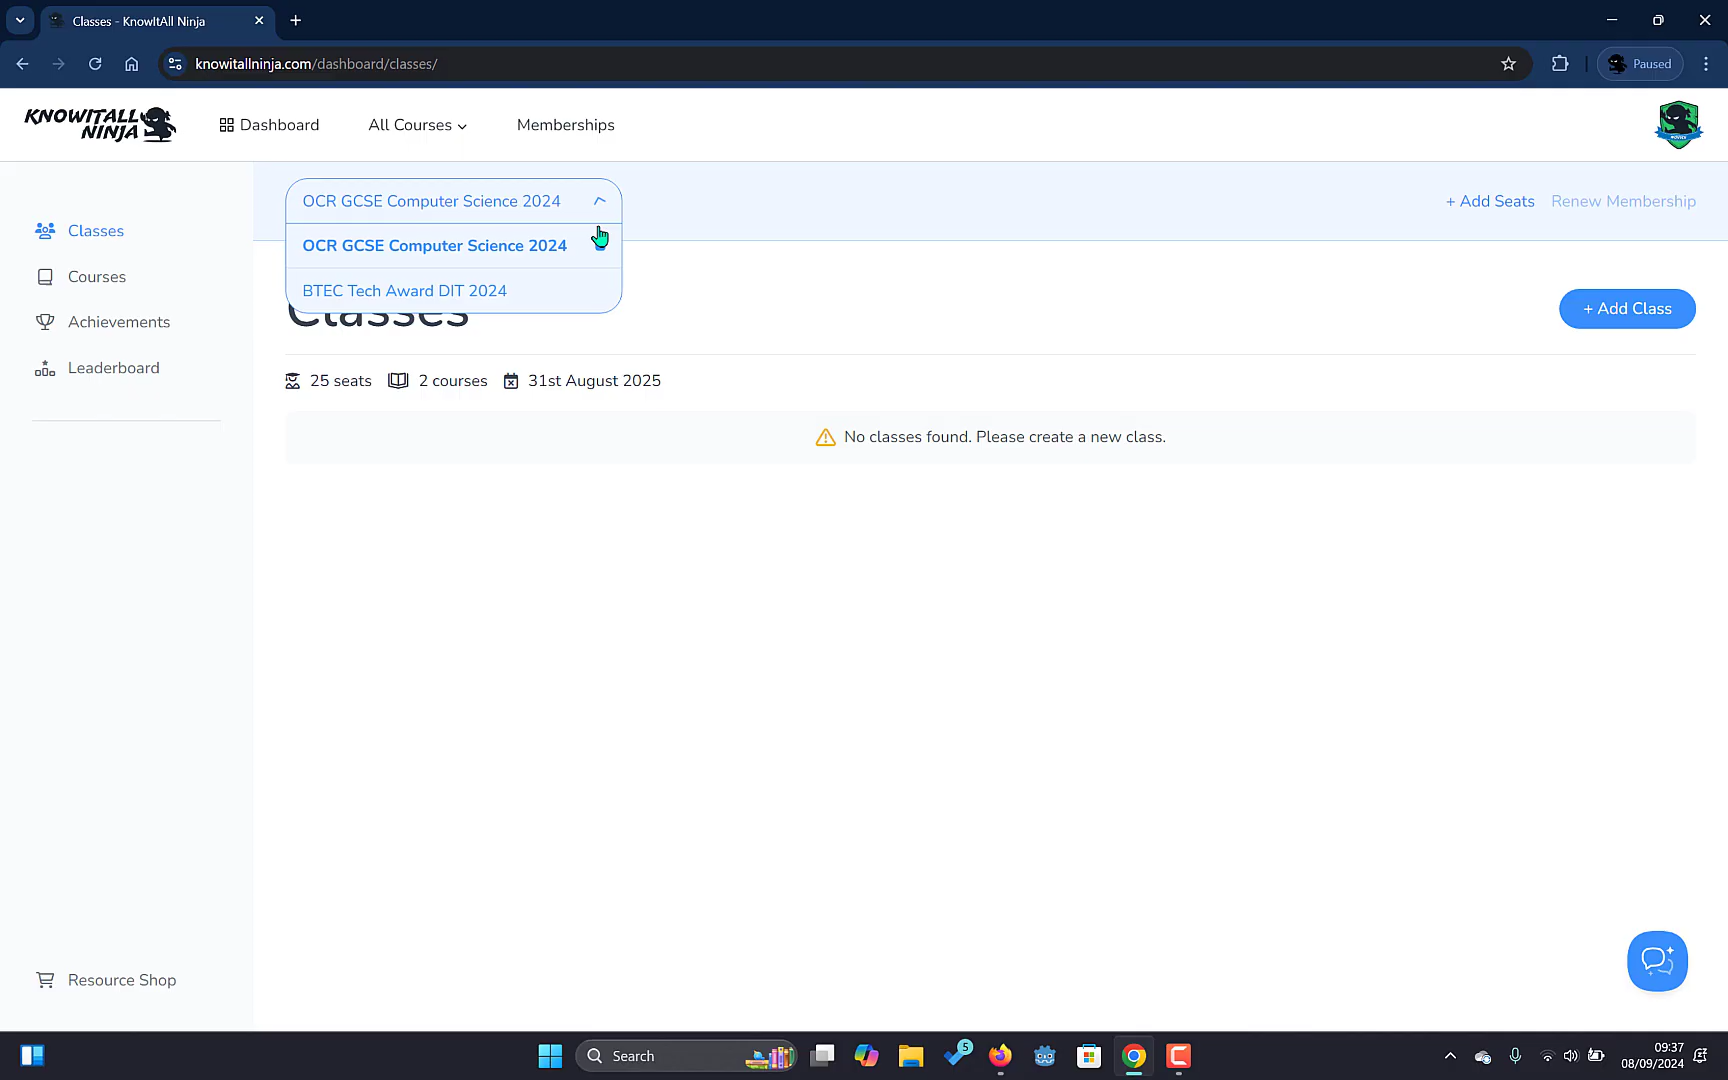 Classes - KnowItAll Ninja
knowitallninja.com/dashboard/classes/
Paused
KNOWITALL
NINJA
Dashboard
All Courses
Memberships
OCR GCSE Computer Science 2024
+ Add Seats
Renew Membership
Classes
OCR GCSE Computer Science 2024
Courses
BTEC Tech Award DIT 2024
Classes
+ Add Class
Achievements
Leaderboard
25 seats
2 courses
31st August 2025
No classes found. Please create a new class.
Resource Shop
Search
5
09:37
08/09/2024